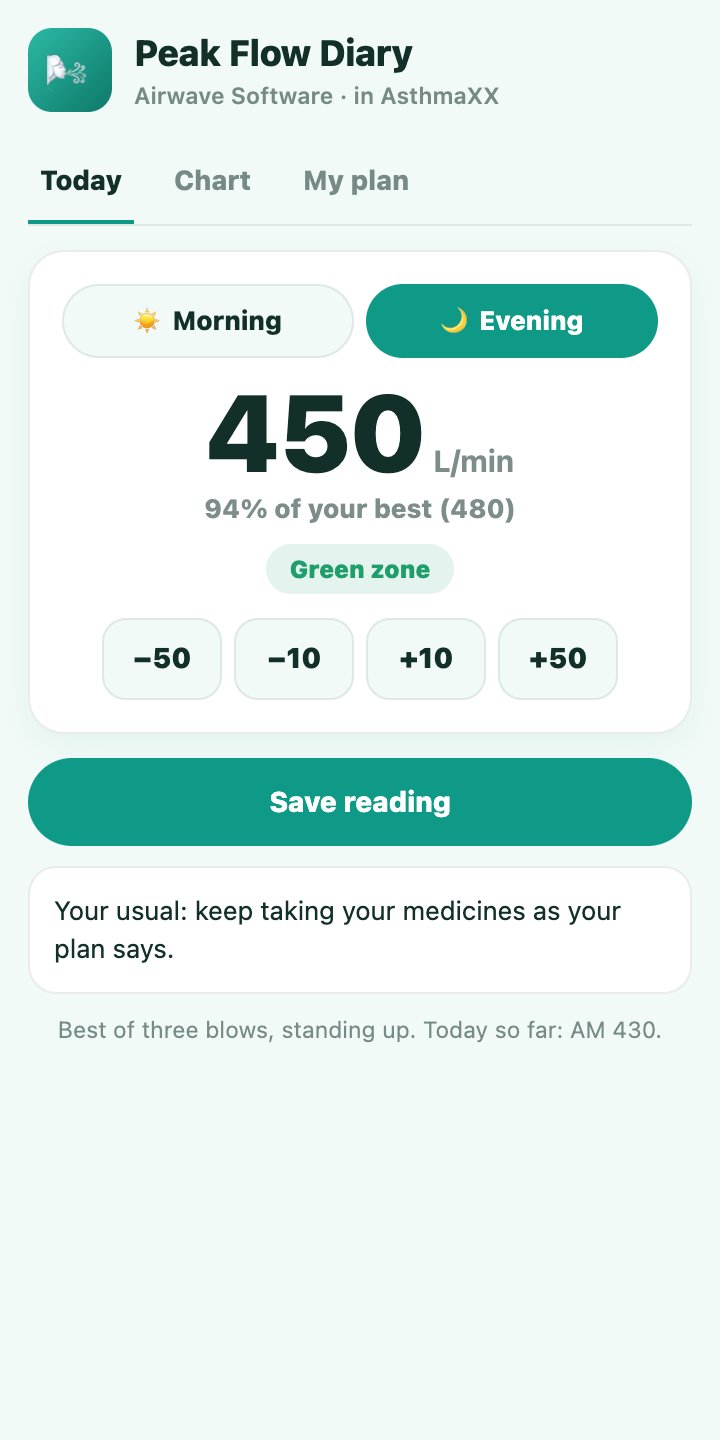 Peak Flow Diary
Airwave Software · in AsthmaXX
Today Chart My plan
Morning Evening
450 L/min
94% of your best (480)
Green zone
−50 −10 +10 +50
Save reading
Your usual: keep taking your medicines as your
plan says.
Best of three blows, standing up. Today so far: AM 430.